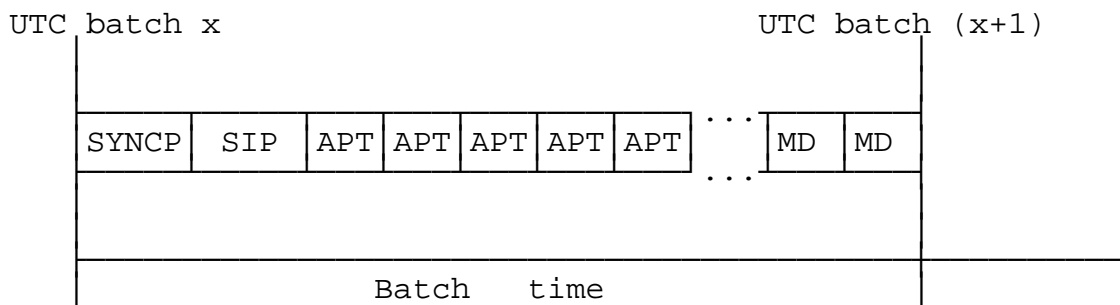 UTC batch x UTC batch (x+1)
...
SYNCP SIP APT APT APT APT APT MD MD
...
Batch time